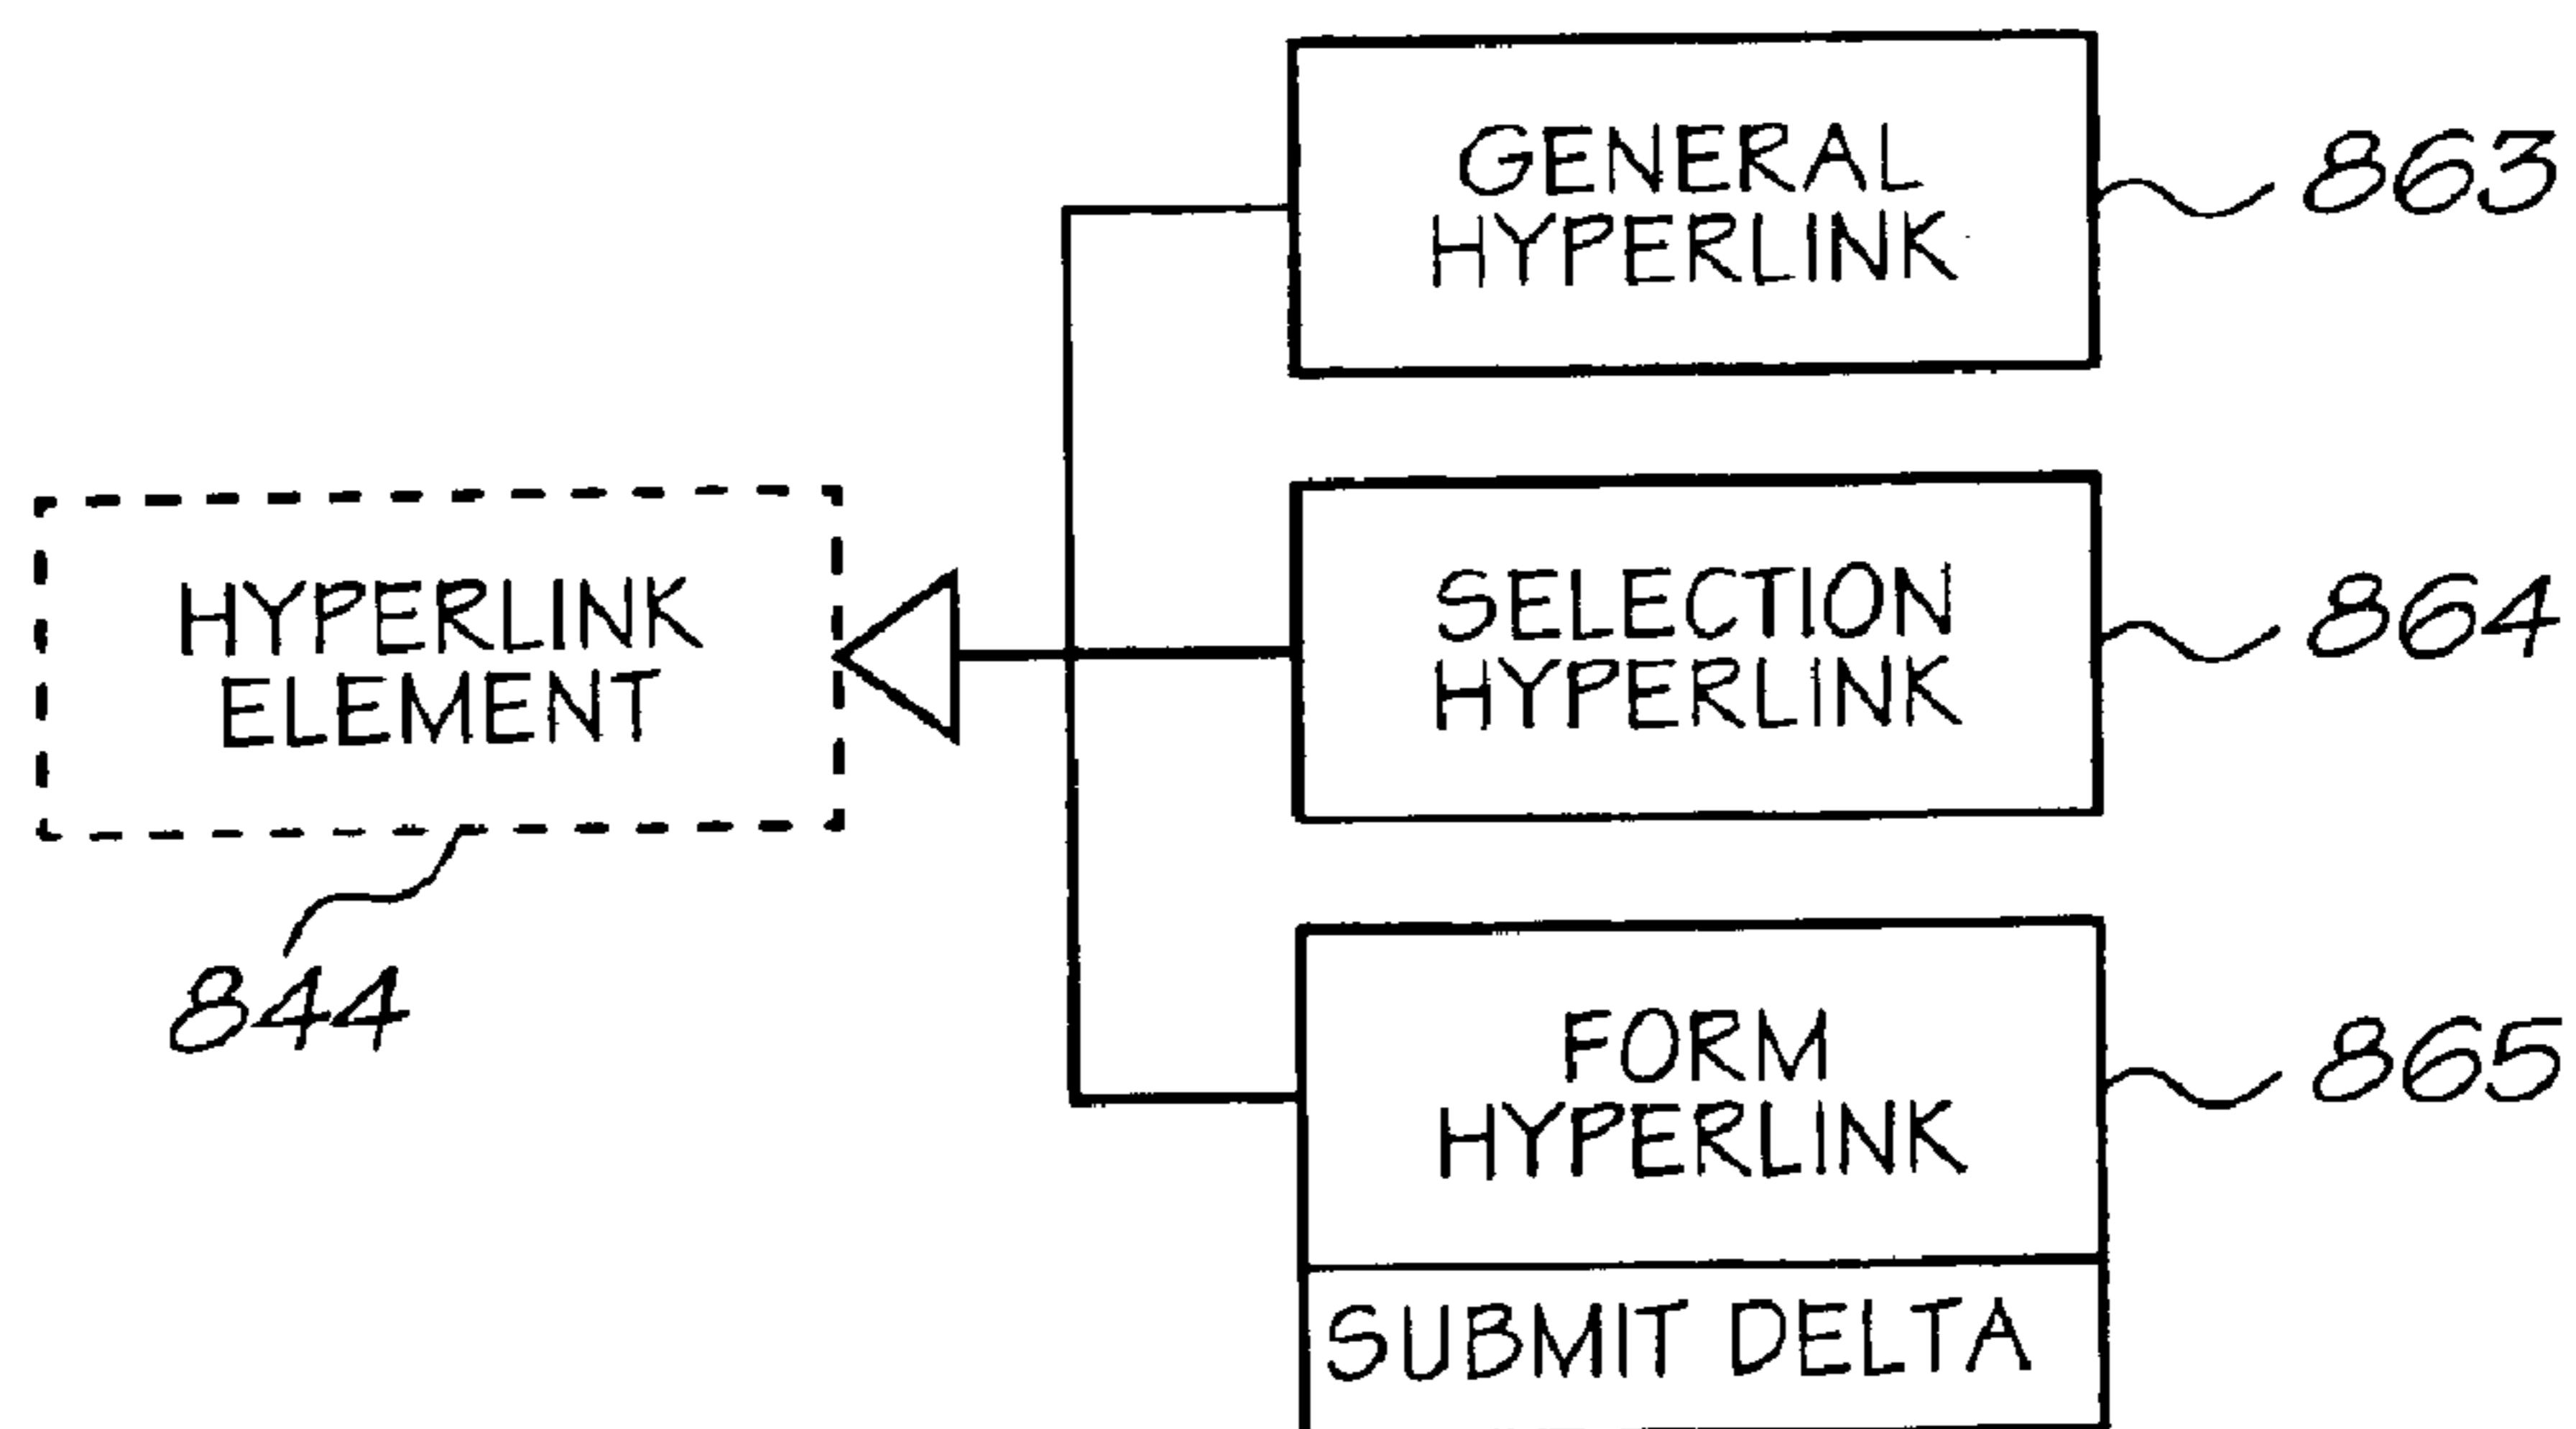 GENERAL
HYPERLINK
863
HYPERLINK
ELEMENT
844
SELECTION
HYPERLINK
864
FORM
HYPERLINK
865
SUBMIT DELTA